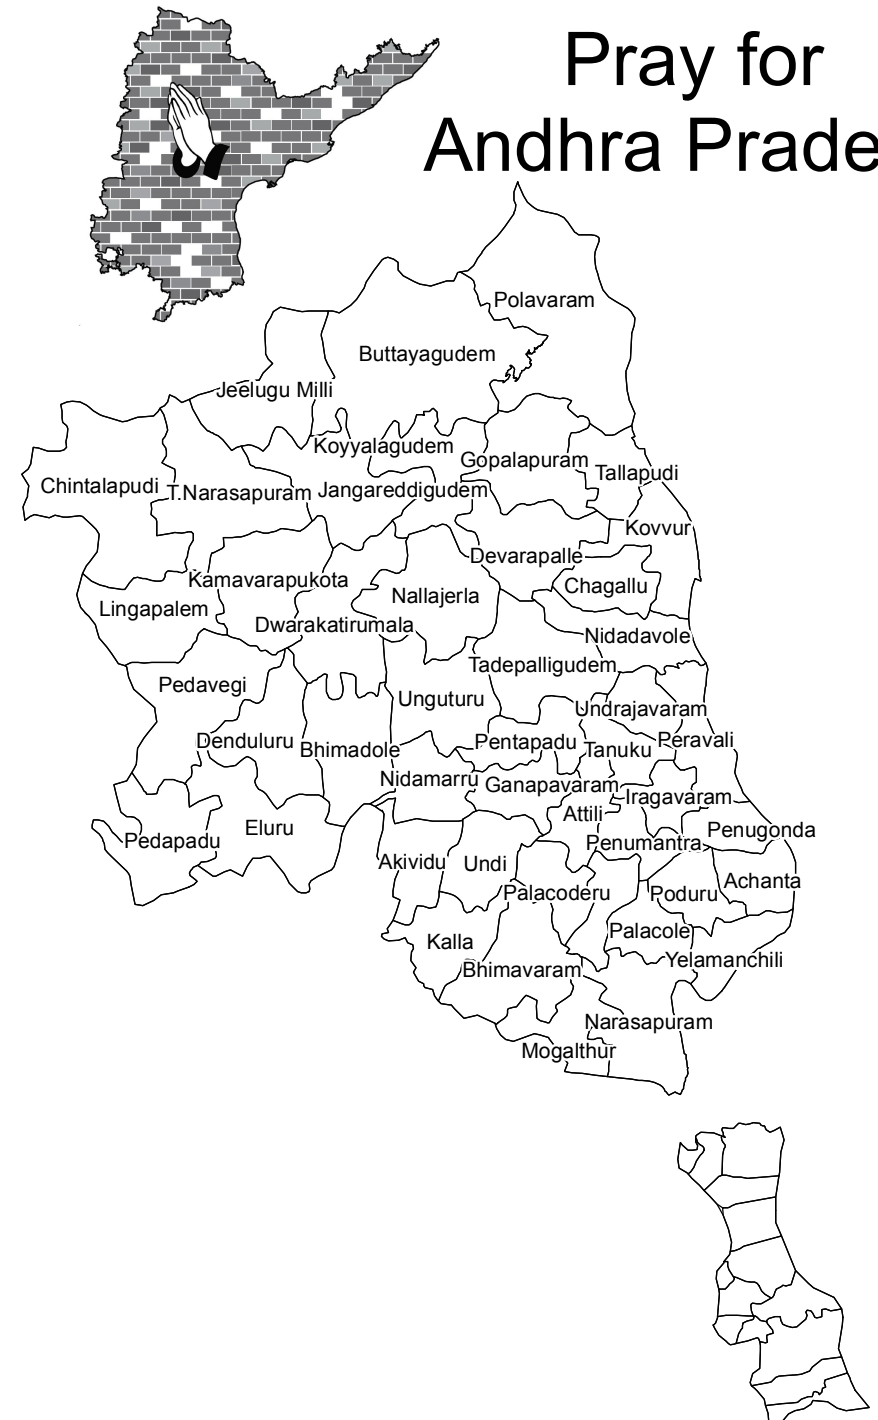 Pray for
Andhra Prade
Polavaram
Buttayagudem
Jeelugu Milli
Koyyalagudem
Gopalapuram
Tallapudi
Chintalapudi
T.Narasapuram
Jangareddigudem
Kovvur
Devarapalle
Kamavarapukota
Chagallu
Nallajerla
Lingapalem
Dwarakatirumala
Nidadavole
Tadepalligudem
Pedavegi
Unguturu
Undrajavaram
Denduluru
Bhimadole
Pentapadu
Tanuku
Peravali
Nidamarru
Ganapavaram
Iragavaram
Attili
Pedapadu
Eluru
Penumantra
Penugonda
Akividu
Undi
Palacoderu
Poduru
Achanta
Palacole
Kalla
Yelamanchili
Bhimavaram
Narasapuram
Mogalthur